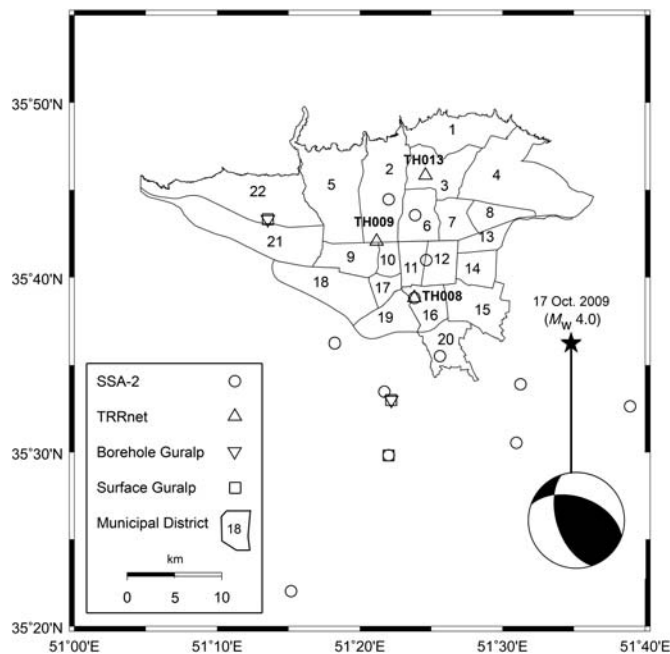 35°50'N
35°40'N
35°30'N
35°20'N
51°00'E
51°10'E
51°20'E
51°30'E
51°40'E
1
2
TH013
3
4
5
22
TH009
6
7
8
21
13
9
10
11
12
14
18
17
TH008
19
16
15
20
17 Oct. 2009
(Mw 4.0)
SSA-2
TRRnet
Borehole Guralp
Surface Guralp
Municipal District
18
km
0 5 10